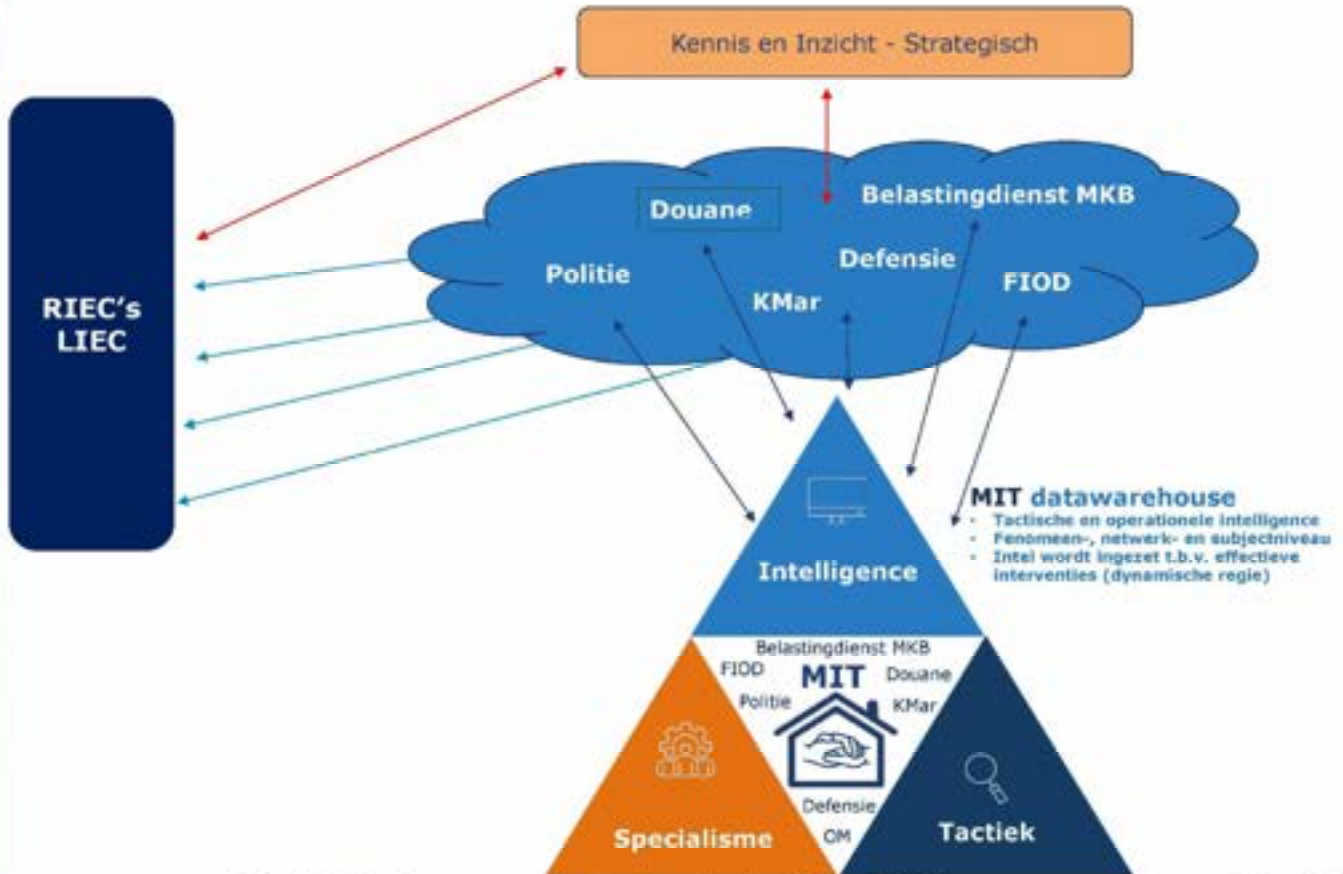 Kennis en Inzicht - Strategisch
RIEC's
LIEC
Douane
Belastingdienst MKB
Politie
Defensie
KMar
FIOD
MIT datawarehouse
· Tactische en operationele intelligence
· Fenomeen-, netwerk- en subjectniveau
· Intel wordt ingezet t.b.v. effectieve
interventies (dynamische regie)
Intelligence
Belastingdienst MKB
FIOD
MIT
Douane
Politie
KMar
Defensie
OM
Specialisme
Tactiek